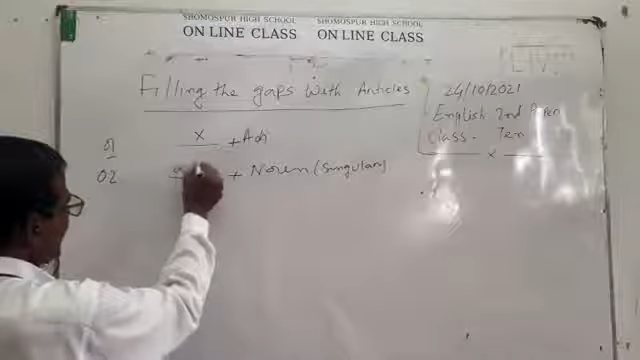 SHOMOSPUR HIGH SCHOOL SHOMOSPUR HIGH SCHOOL
ON LINE CLASS ON LINE CLASS
Filling the gaps with Articles
24/10/2021
English 2nd Paper
Class - Ten
x
01 x + Adj
02 + Noun (Singular)